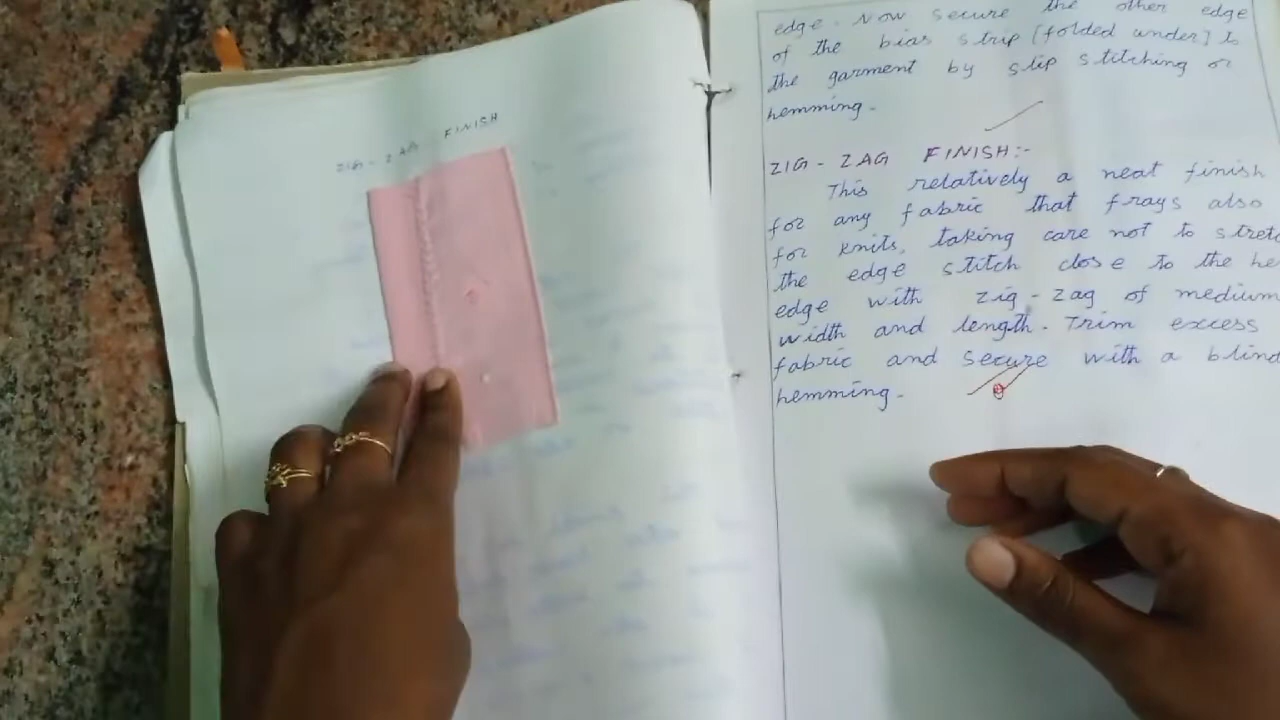 ZIG - ZAG FINISH
edge. Now secure the other edge
of the bias strip [folded under] to
the garment by slip stitching or
hemming.
ZIG - ZAG FINISH:-
This relatively a neat finish
for any fabric that frays also
for knits, taking care not to stretc
the edge stitch close to the he
edge with zig-zag of medium
width and length. Trim excess
fabric and secure with a blind
hemming.